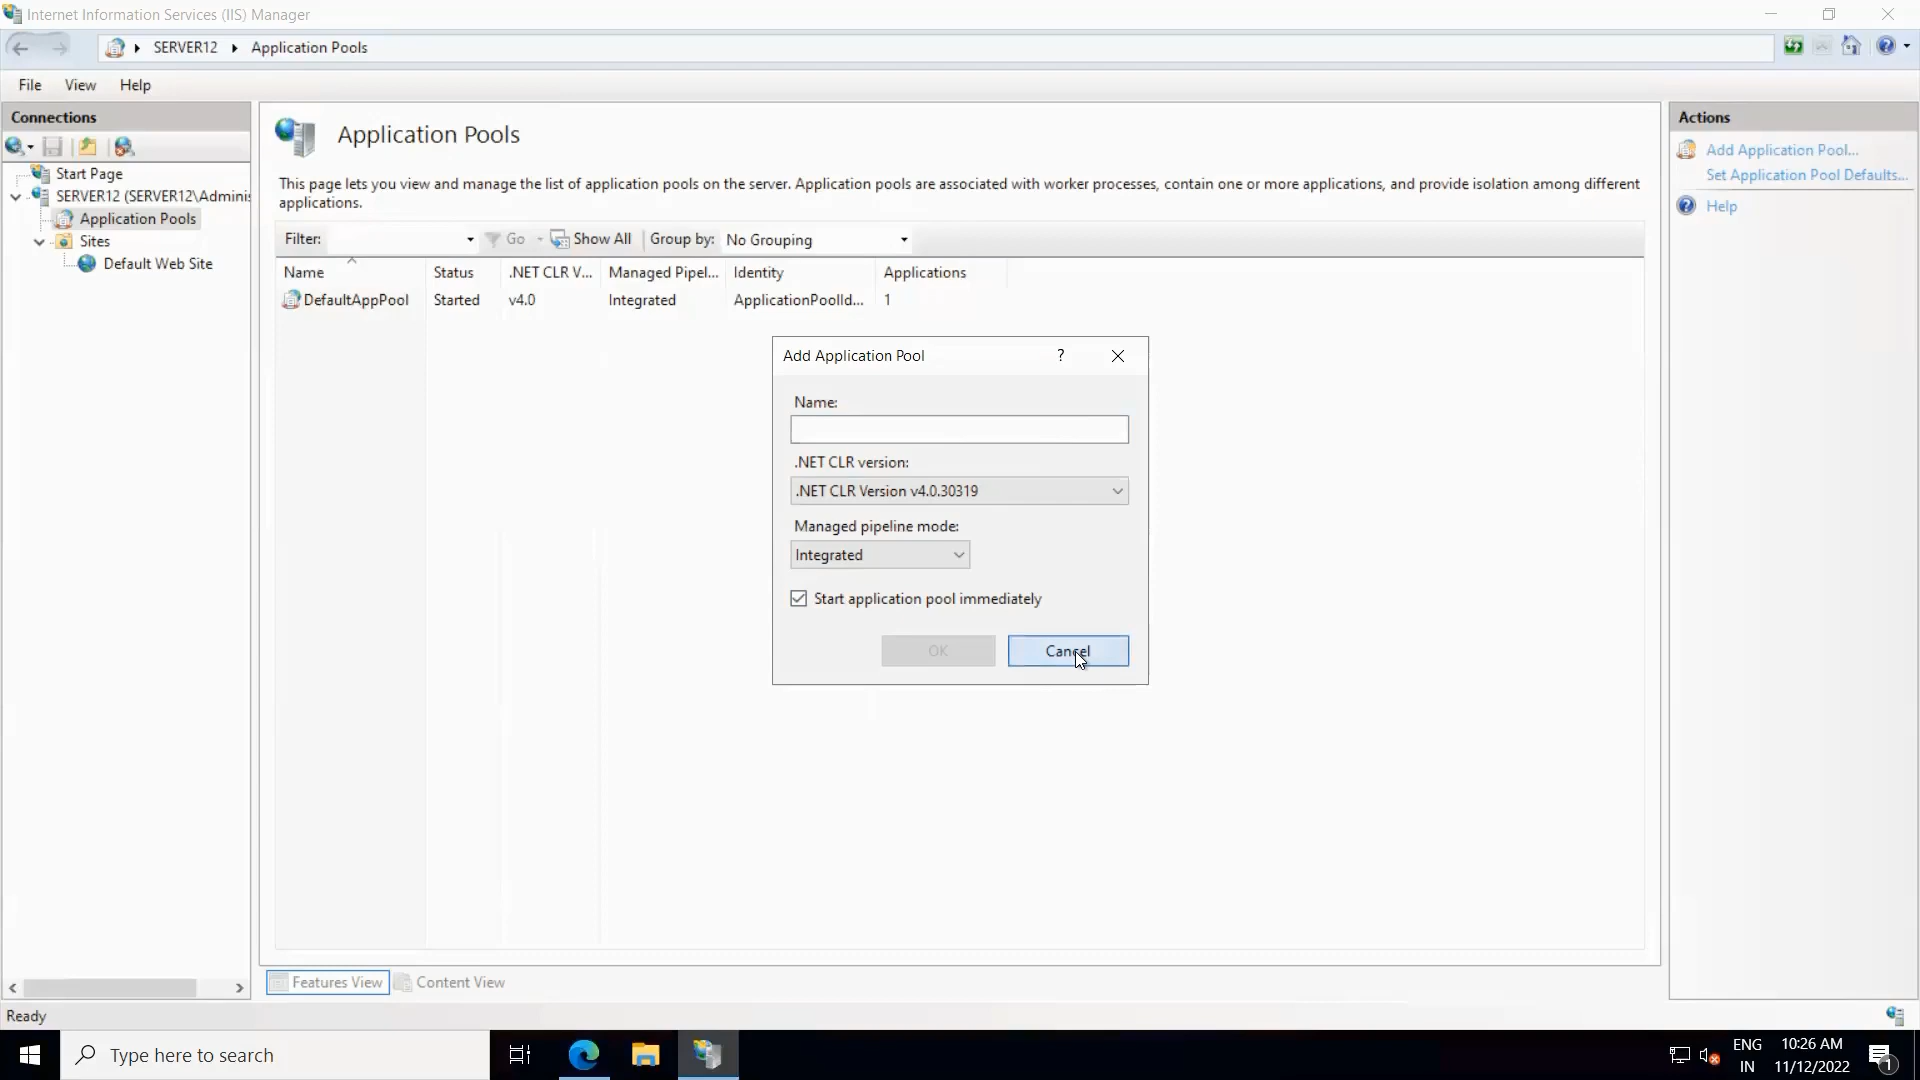 Internet Information Services (IIS) Manager
SERVER12
Application Pools
File View Help
Connections
Start Page
SERVER12 (SERVER12\Adminis
Application Pools
Sites
Default Web Site
Application Pools
This page lets you view and manage the list of application pools on the server. Application pools are associated with worker processes, contain one or more applications, and provide isolation among different
applications.
Filter: Go Show All Group by: No Grouping
Name Status .NET CLR V... Managed Pipel... Identity Applications
DefaultAppPool Started v4.0 Integrated ApplicationPoolId... 1
Add Application Pool ?
Name:
.NET CLR version:
.NET CLR Version v4.0.30319
Managed pipeline mode:
Integrated
Start application pool immediately
OK Cancel
Actions
Add Application Pool...
Set Application Pool Defaults...
Help
Features View Content View
Ready
Type here to search
ENG
IN
10:26 AM
11/12/2022
1